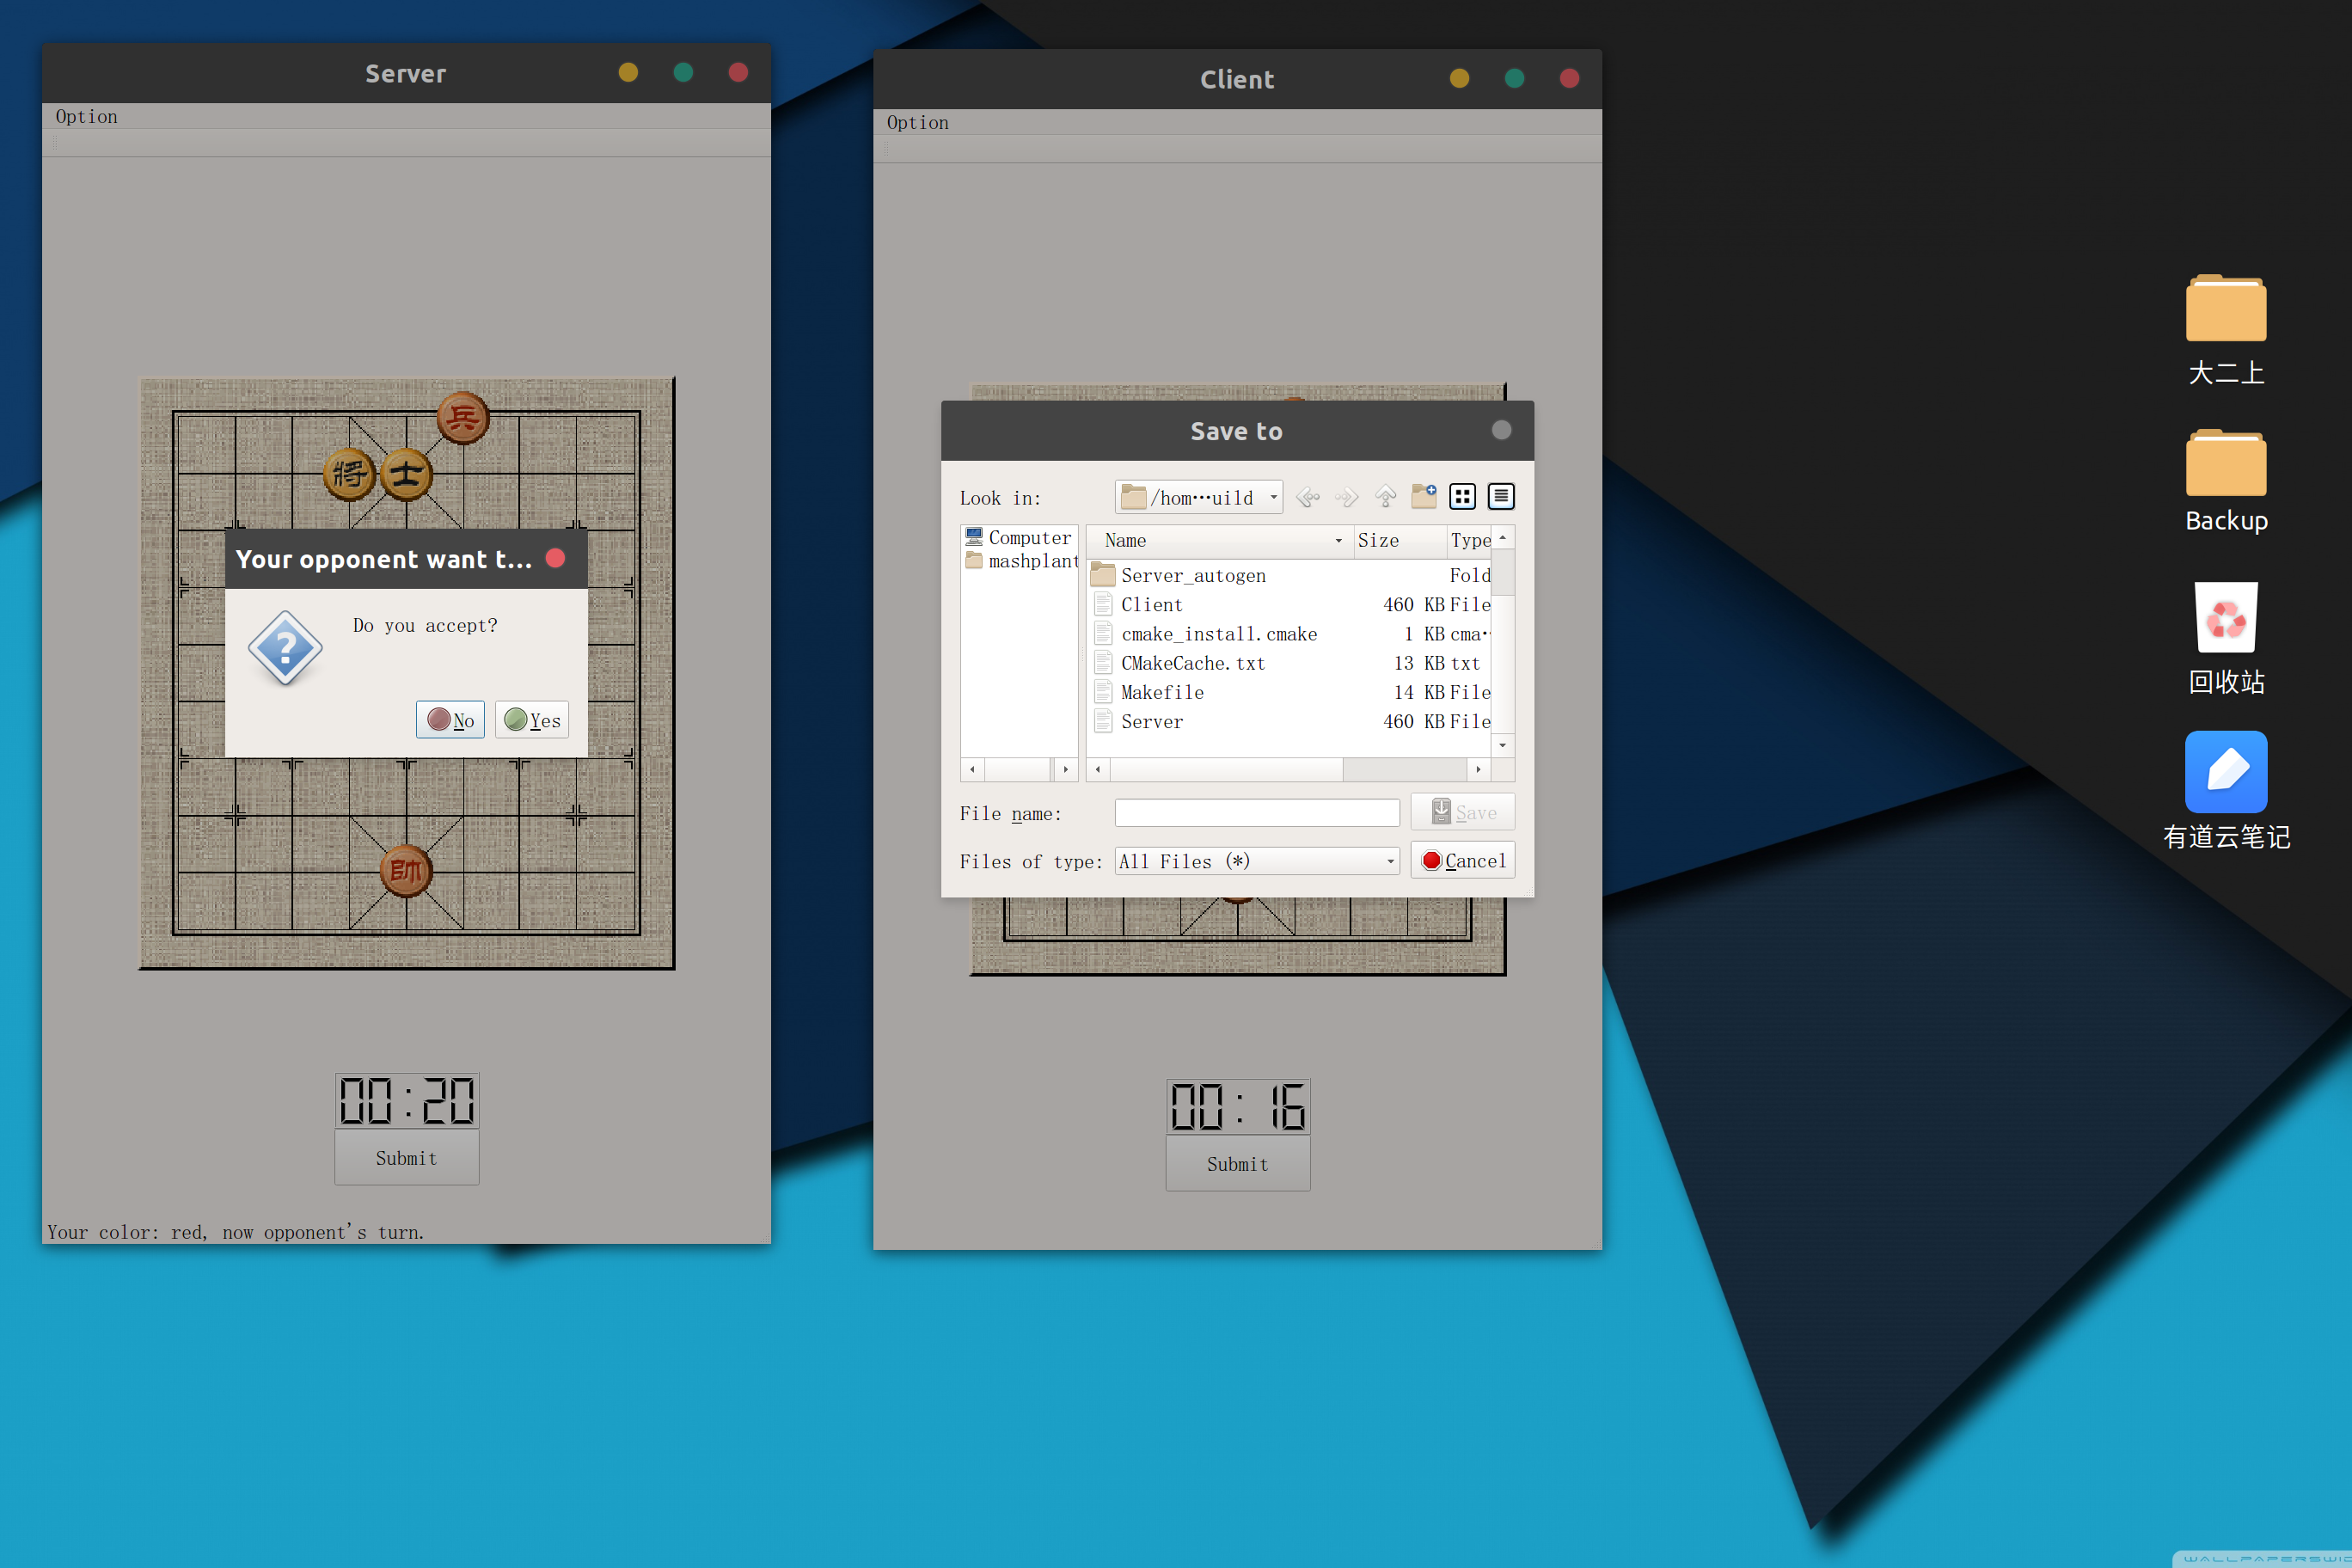 Server
Option
兵
將
士
Your opponent want t...
Do you accept?
No
Yes
帥
00:20
Submit
Your color: red, now opponent's turn.
Client
Option
Save to
Look in:
/hom…uild
Computer
mashplant
Name
Size
Type
Server_autogen
Fold
Client
460 KB
File
cmake_install.cmake
1 KB
cma…
CMakeCache.txt
13 KB
txt
Makefile
14 KB
File
Server
460 KB
File
File name:
Save
Files of type:
All Files (*)
Cancel
00:16
Submit
大二上
Backup
回收站
有道云笔记